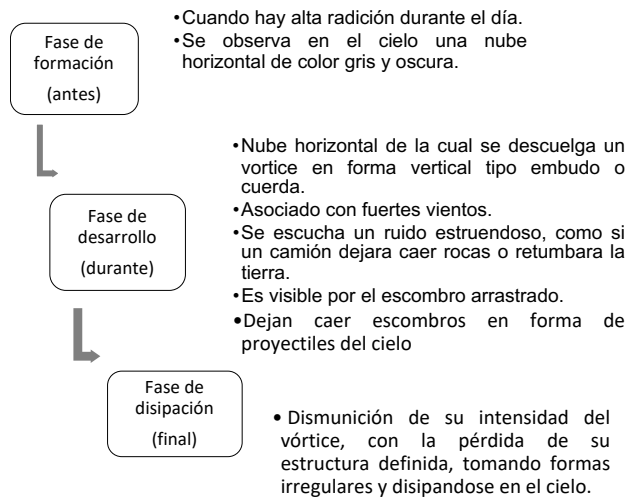 Fase de
formación
(antes)
•Cuando hay alta radición durante el día.
•Se observa en el cielo una nube
horizontal de color gris y oscura.
Fase de
desarrollo
(durante)
•Nube horizontal de la cual se descuelga un
vortice en forma vertical tipo embudo o
cuerda.
•Asociado con fuertes vientos.
•Se escucha un ruido estruendoso, como si
un camión dejara caer rocas o retumbara la
tierra.
•Es visible por el escombro arrastrado.
•Dejan caer escombros en forma de
proyectiles del cielo
Fase de
disipación
(final)
• Dismunición de su intensidad del
vórtice, con la pérdida de su
estructura definida, tomando formas
irregulares y disipandose en el cielo.